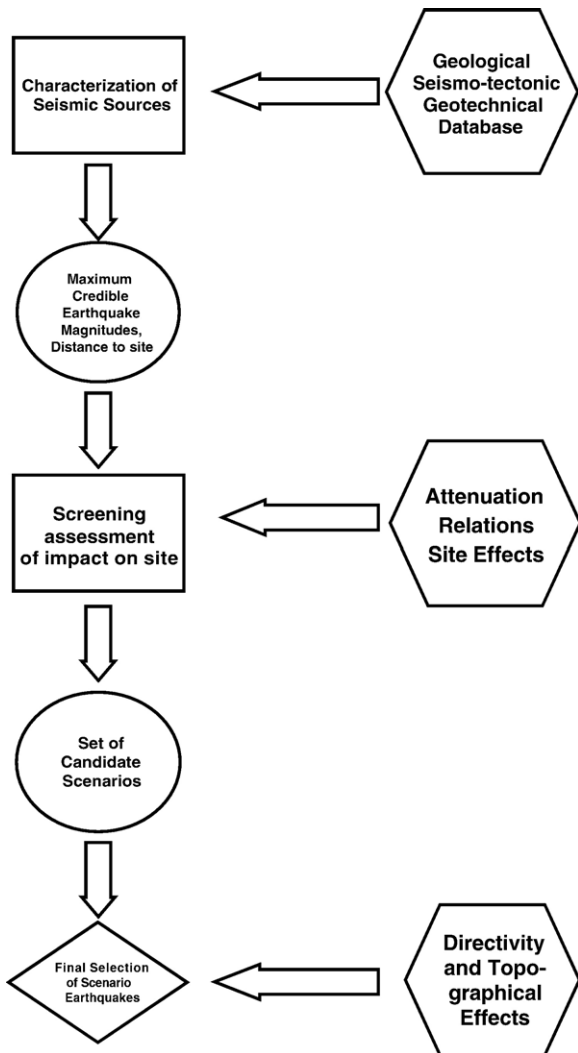 Characterization of
Seismic Sources
Geological
Seismo-tectonic
Geotechnical
Database
Maximum
Credible
Earthquake
Magnitudes,
Distance to site
Screening
assessment
of impact on site
Attenuation
Relations
Site Effects
Set of
Candidate
Scenarios
Final Selection
of Scenario
Earthquakes
Directivity
and Topo-
graphical
Effects